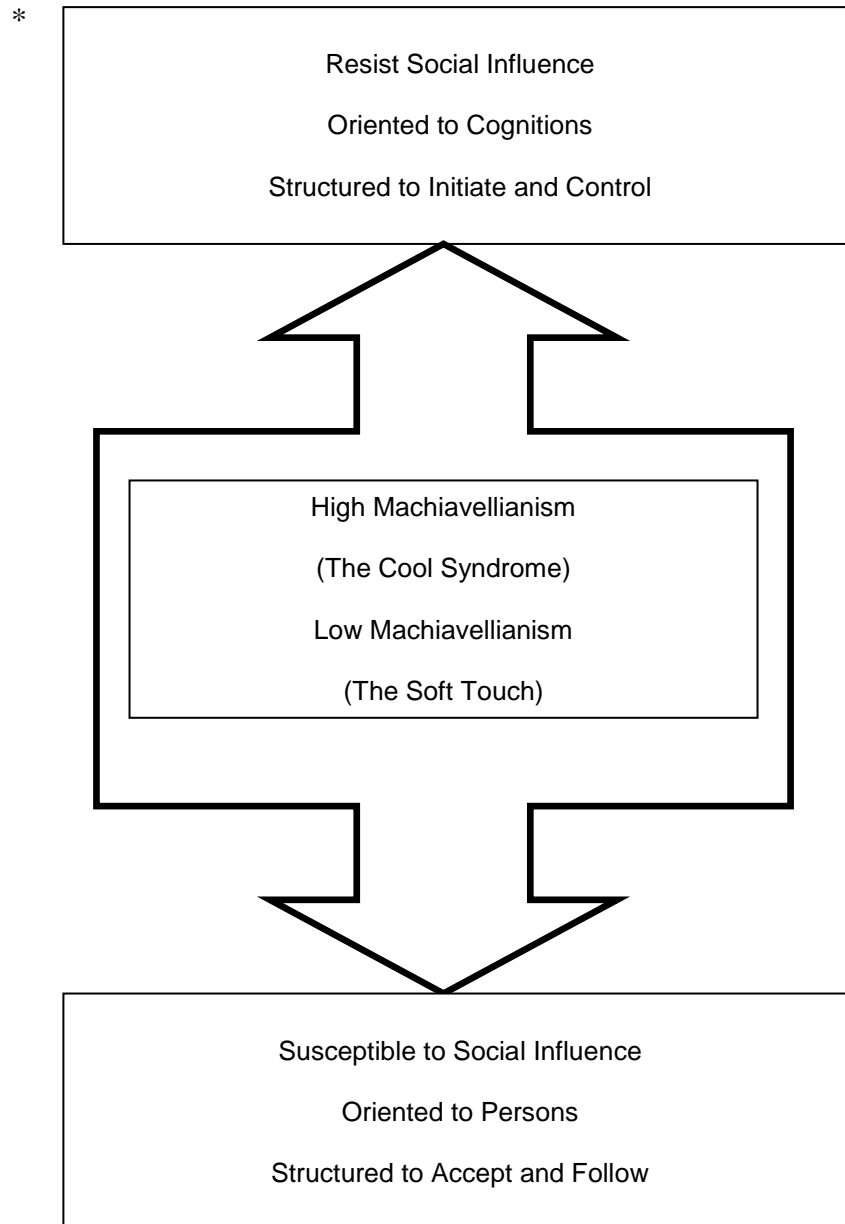 *
Resist Social Influence
Oriented to Cognitions
Structured to Initiate and Control
High Machiavellianism
(The Cool Syndrome)
Low Machiavellianism
(The Soft Touch)
Susceptible to Social Influence
Oriented to Persons
Structured to Accept and Follow